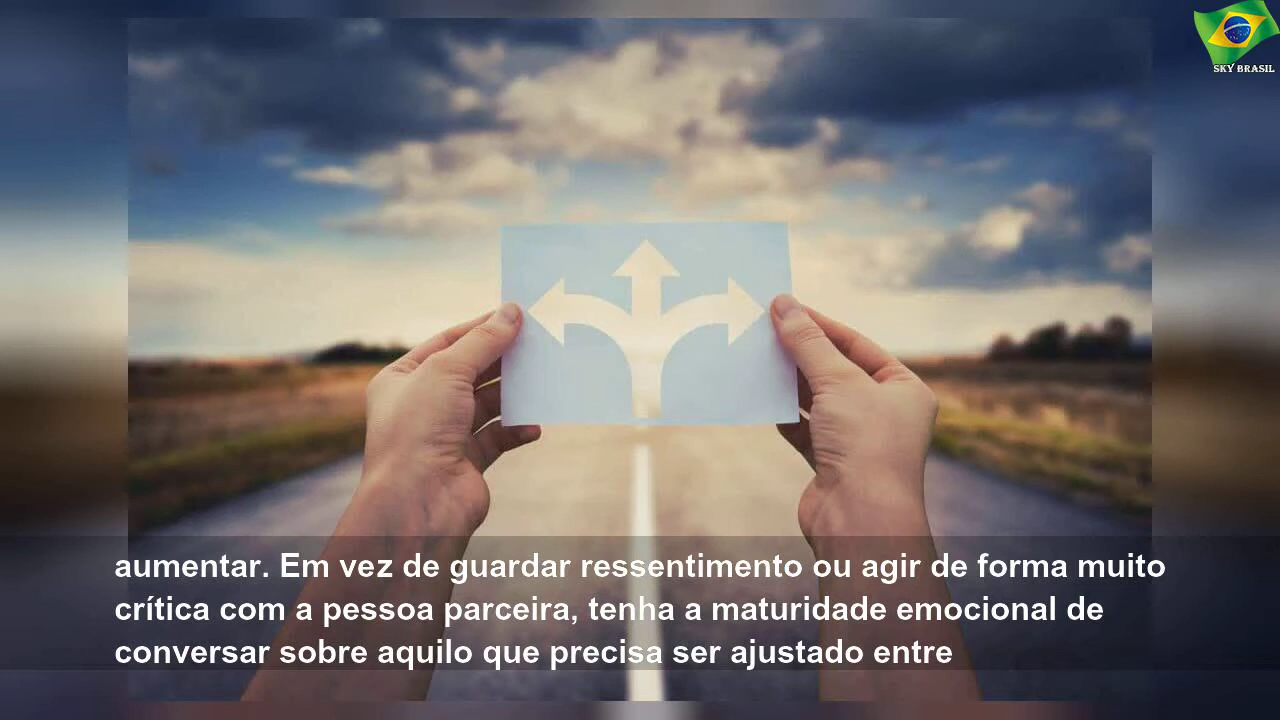 SKY BRASIL
aumentar. Em vez de guardar ressentimento ou agir de forma muito
crítica com a pessoa parceira, tenha a maturidade emocional de
conversar sobre aquilo que precisa ser ajustado entre